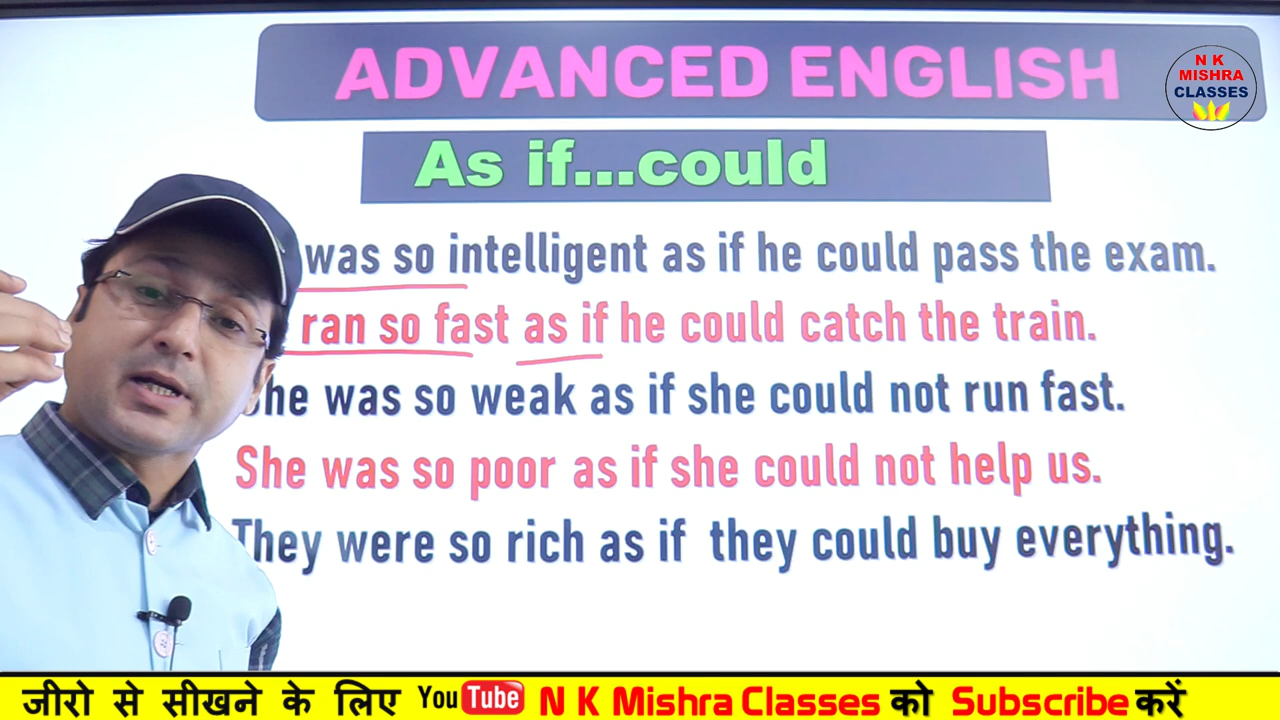 ADVANCED ENGLISH
N K
MISHRA
CLASSES
As if...could
was so intelligent as if he could pass the exam.
ran so fast as if he could catch the train.
She was so weak as if she could not run fast.
She was so poor as if she could not help us.
They were so rich as if they could buy everything.
जीरो से सीखने के लिए YouTube N K Mishra Classes को Subscribe करें